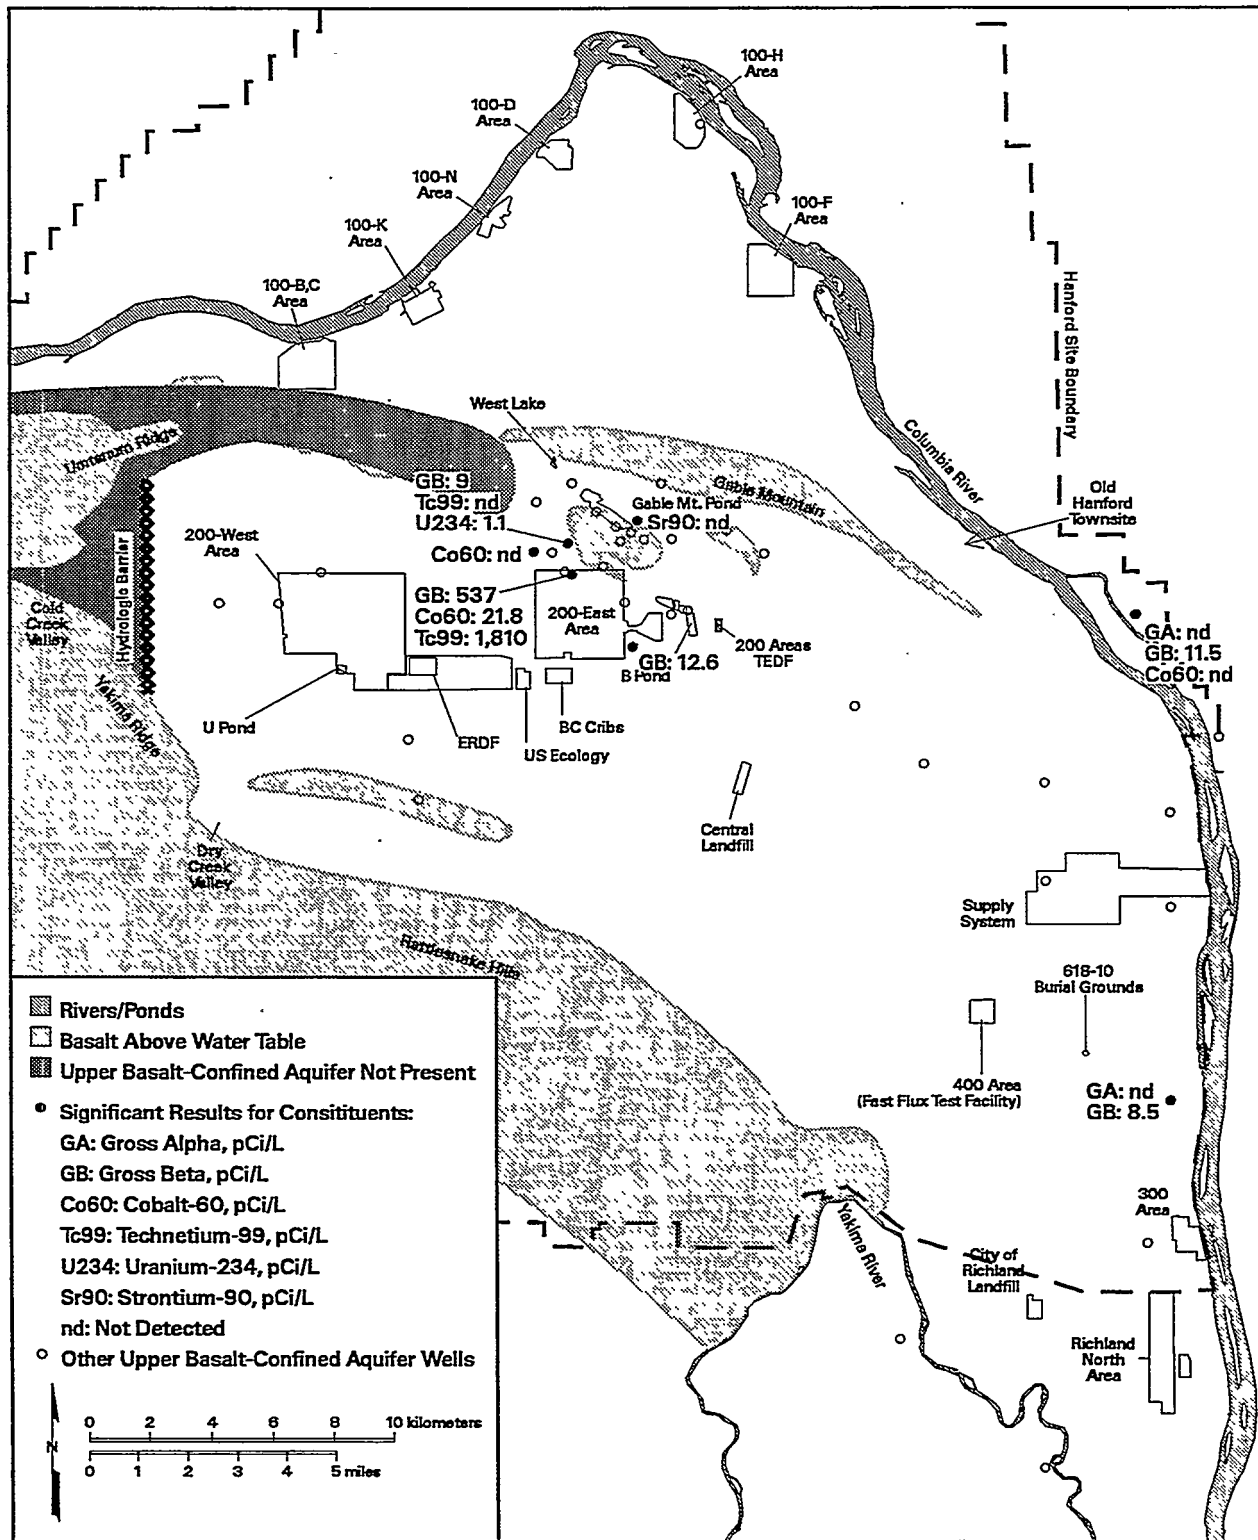 100-H
Area
100-D
Area
100-N
Area
100-F
Area
100-K
Area
100-B,C
Area
Hanford Site Boundary
Columbia River
West Lake
Umtanum Ridge
Gable Mountain
GB: 9
Tc99: nd
U234: 1.1
Gable Mt. Pond
Sr90: nd
Old
Hanford
Townsite
200-West
Area
Co60: nd
Hydrologic Barrier
GB: 537
Co60: 21.8
Tc99: 1,810
200-East
Area
Cold
Creek
Valley
200 Areas
TEDF
GB: 12.6
B Pond
GA: nd
GB: 11.5
Co60: nd
Yakima Ridge
U Pond
ERDF
BC Cribs
US Ecology
Central
Landfill
Dry
Creek
Valley
Supply
System
Rattlesnake Hills
618-10
Burial Grounds
400 Area
(Fast Flux Test Facility)
GA: nd
GB: 8.5
300
Area
Yakima River
City of
Richland
Landfill
Richland
North
Area
Rivers/Ponds
Basalt Above Water Table
Upper Basalt-Confined Aquifer Not Present
Significant Results for Consitituents:
GA: Gross Alpha, pCi/L
GB: Gross Beta, pCi/L
Co60: Cobalt-60, pCi/L
Tc99: Technetium-99, pCi/L
U234: Uranium-234, pCi/L
Sr90: Strontium-90, pCi/L
nd: Not Detected
Other Upper Basalt-Confined Aquifer Wells
N
0 2 4 6 8 10 kilometers
0 1 2 3 4 5 miles